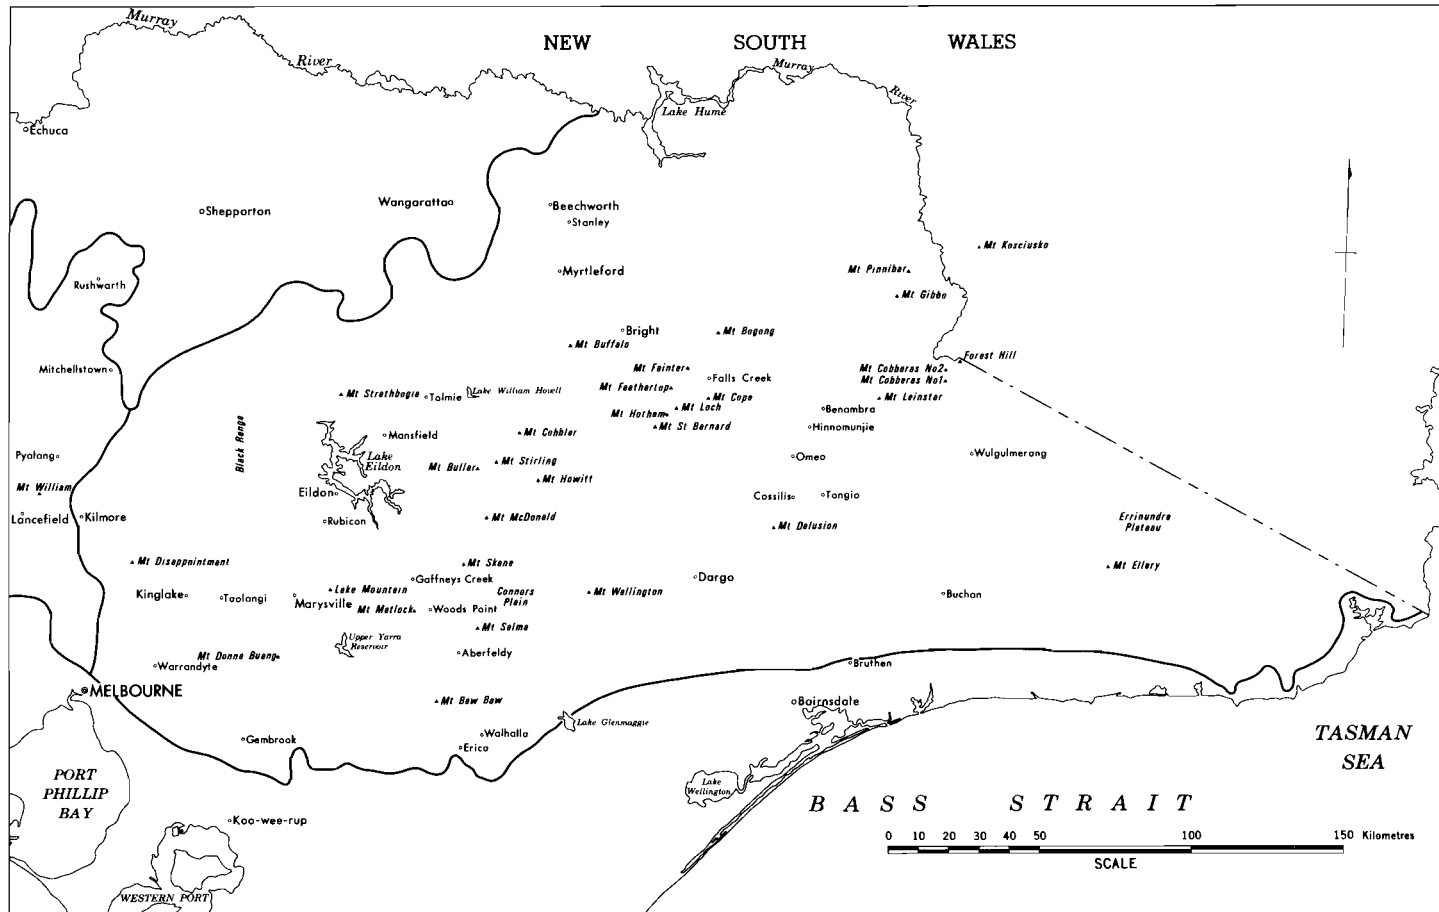 Murray
River
NEW SOUTH WALES
Murray
River
Lake Hume
Echuca
Shepparton
Wangaratta
Beechworth
Stanley
Mt Kosciusko
Rushworth
Myrtleford
Mt Pinnibar
Mt Gibbo
Bright
Mt Bogong
Mt Buffalo
Forest Hill
Mitchellstown
Mt Fainter
Falls Creek
Mt Cobberas No2
Mt Cobberas No1
Mt Feathertop
Mt Strathbogie
Tolmie
Lake William Hovell
Mt Cope
Mt Leinster
Mt Loch
Mt Hotham
Benambra
Mt St Bernard
Hinnomunjie
Black Range
Mansfield
Mt Cobbler
Pyalong
Lake
Eildon
Mt Buller
Mt Stirling
Omeo
Wulgulmerang
Mt Howitt
Mt William
Eildon
Cassilis
Tongio
Lancefield
Kilmore
Rubicon
Mt McDonald
Mt Delusion
Errinundra
Plateau
Mt Disappointment
Mt Skene
Mt Ellery
Gaffneys Creek
Dargo
Kinglake
Toolangi
Marysville
Lake Mountain
Connors
Plain
Mt Wellington
Buchan
Mt Matlock
Woods Point
Mt Selma
Upper Yarra
Reservoir
Aberfeldy
Mt Donna Buang
Warrandyte
Bruthen
MELBOURNE
Mt Baw Baw
Bairnsdale
Lake Glenmaggie
Gembrook
Walhalla
Erica
TASMAN
SEA
PORT
PHILLIP
BAY
Lake
Wellington
BASS STRAIT
Koo-wee-rup
0 10 20 30 40 50 100 150 Kilometres
SCALE
WESTERN PORT